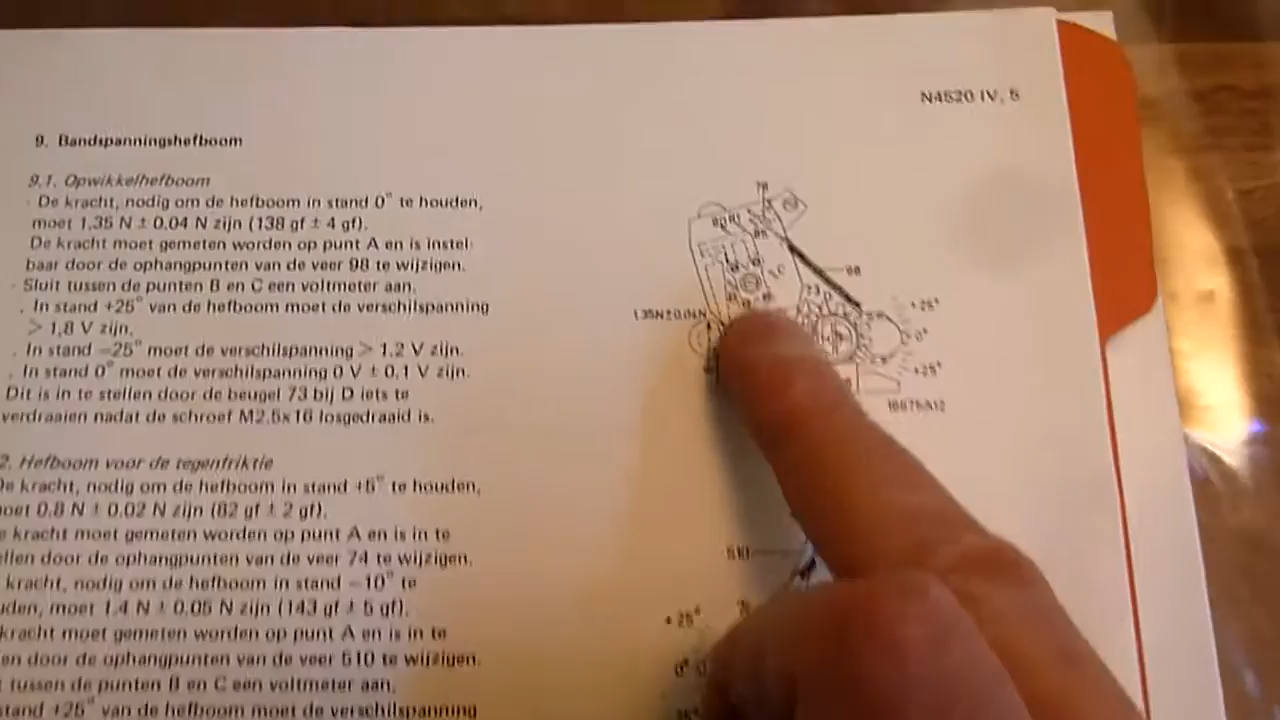 N4520 IV, 5
9. Bandspanningshefboom
9.1. Opwikkelhefboom
- De kracht, nodig om de hefboom in stand 0° te houden,
moet 1,35 N ± 0,04 N zijn (138 gf ± 4 gf).
De kracht moet gemeten worden op punt A en is instel-
baar door de ophangpunten van de veer 98 te wijzigen.
- Sluit tussen de punten B en C een voltmeter aan.
. In stand +25° van de hefboom moet de verschilspanning
> 1,8 V zijn.
. In stand −25° moet de verschilspanning > 1,2 V zijn.
. In stand 0° moet de verschilspanning 0 V ± 0,1 V zijn.
Dit is in te stellen door de beugel 73 bij D iets te
verdraaien nadat de schroef M2,5x16 losgedraaid is.
2. Hefboom voor de tegenfriktie
De kracht, nodig om de hefboom in stand +5° te houden,
moet 0,8 N ± 0,02 N zijn (82 gf ± 2 gf).
kracht moet gemeten worden op punt A en is in te
llen door de ophangpunten van de veer 74 te wijzigen.
kracht, nodig om de hefboom in stand −10° te
uden, moet 1,4 N ± 0,05 N zijn (143 gf ± 5 gf).
kracht moet gemeten worden op punt A en is in te
en door de ophangpunten van de veer 510 te wijzigen.
tussen de punten B en C een voltmeter aan.
stand +25° van de hefboom moet de verschilspanning
78
98
1,35N±0,04N
73 D
+25°
0°
+25°
510
+25°
0°